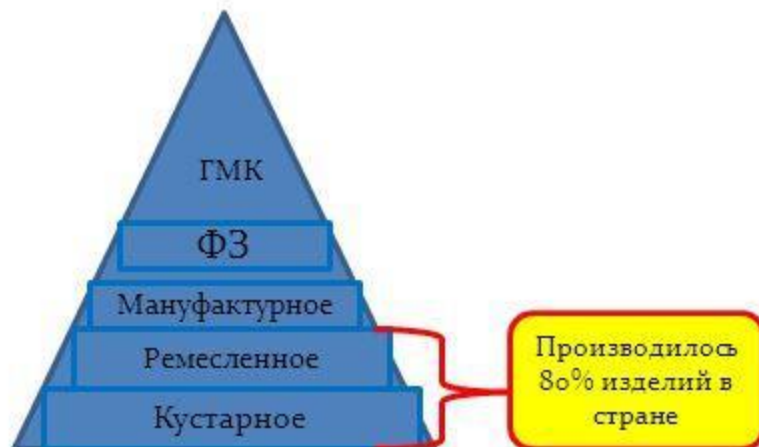 ГМК
ФЗ
Мануфактурное
Ремесленное
Кустарное
Производилось
80% изделий в
стране